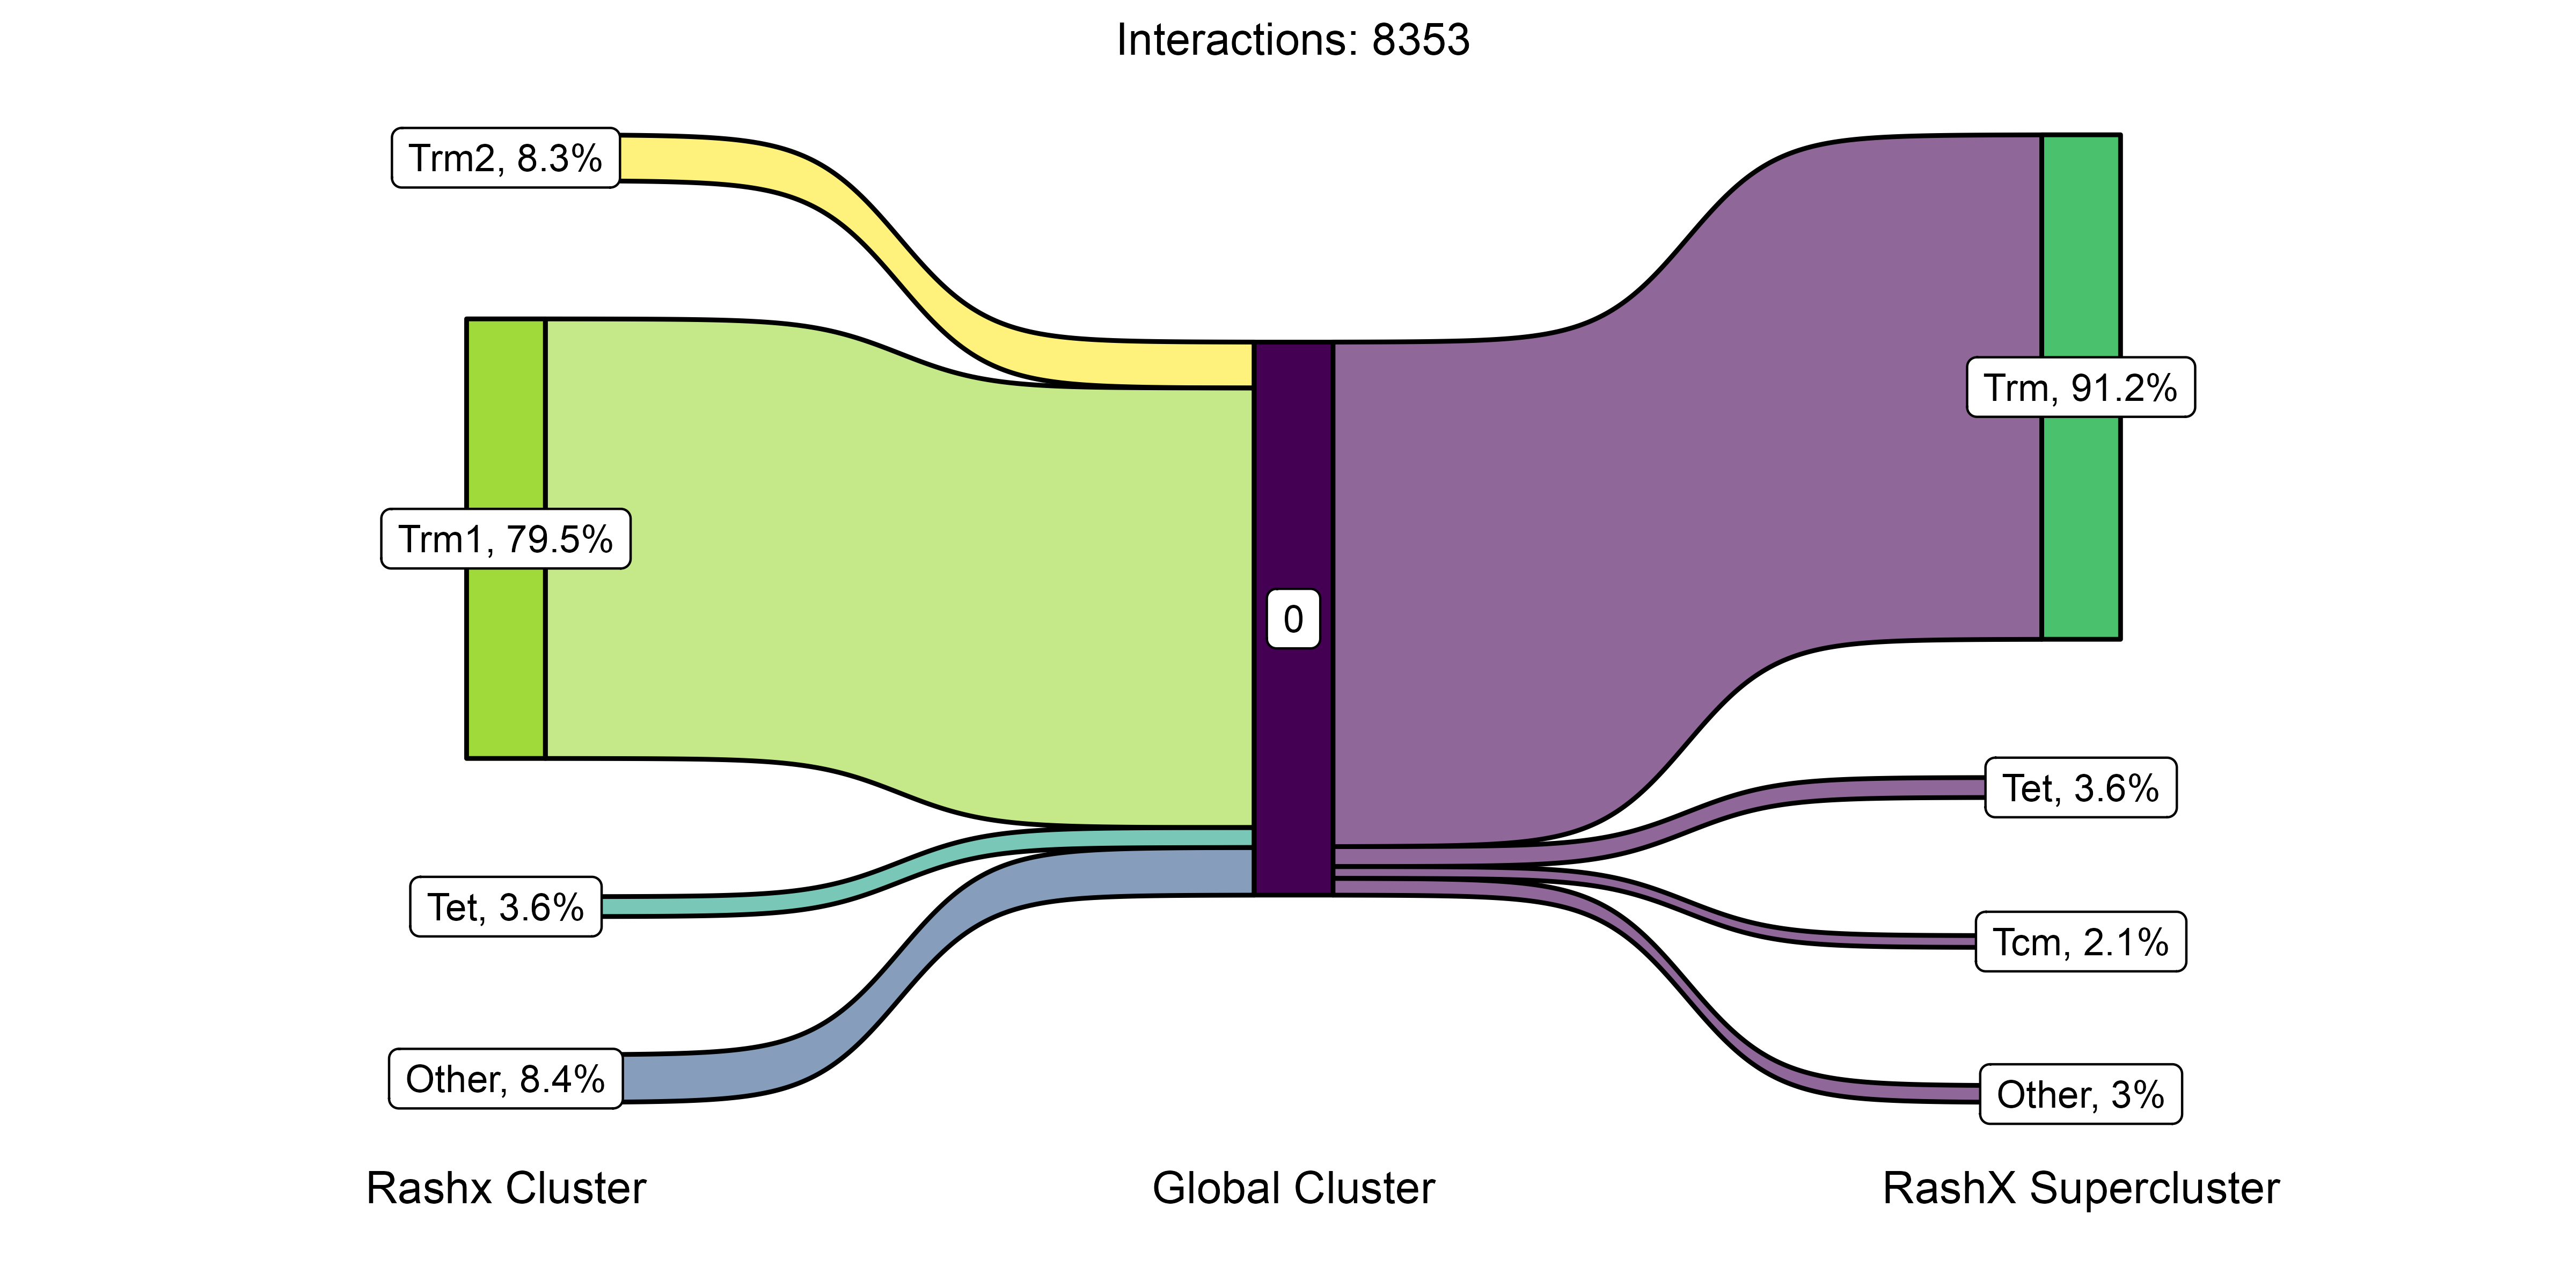 Interactions: 8353
Trm2, 8.3%
Trm1, 79.5%
Tet, 3.6%
Other, 8.4%
0
Trm, 91.2%
Tet, 3.6%
Tcm, 2.1%
Other, 3%
Rashx Cluster
Global Cluster
RashX Supercluster